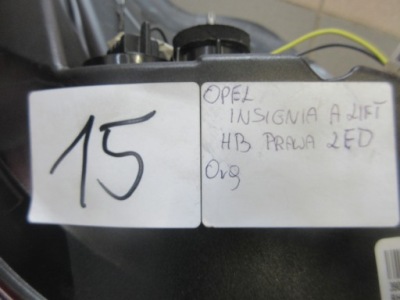 15
OPEL
INSIGNIA A LIFT
HB PRAWA LED
Org